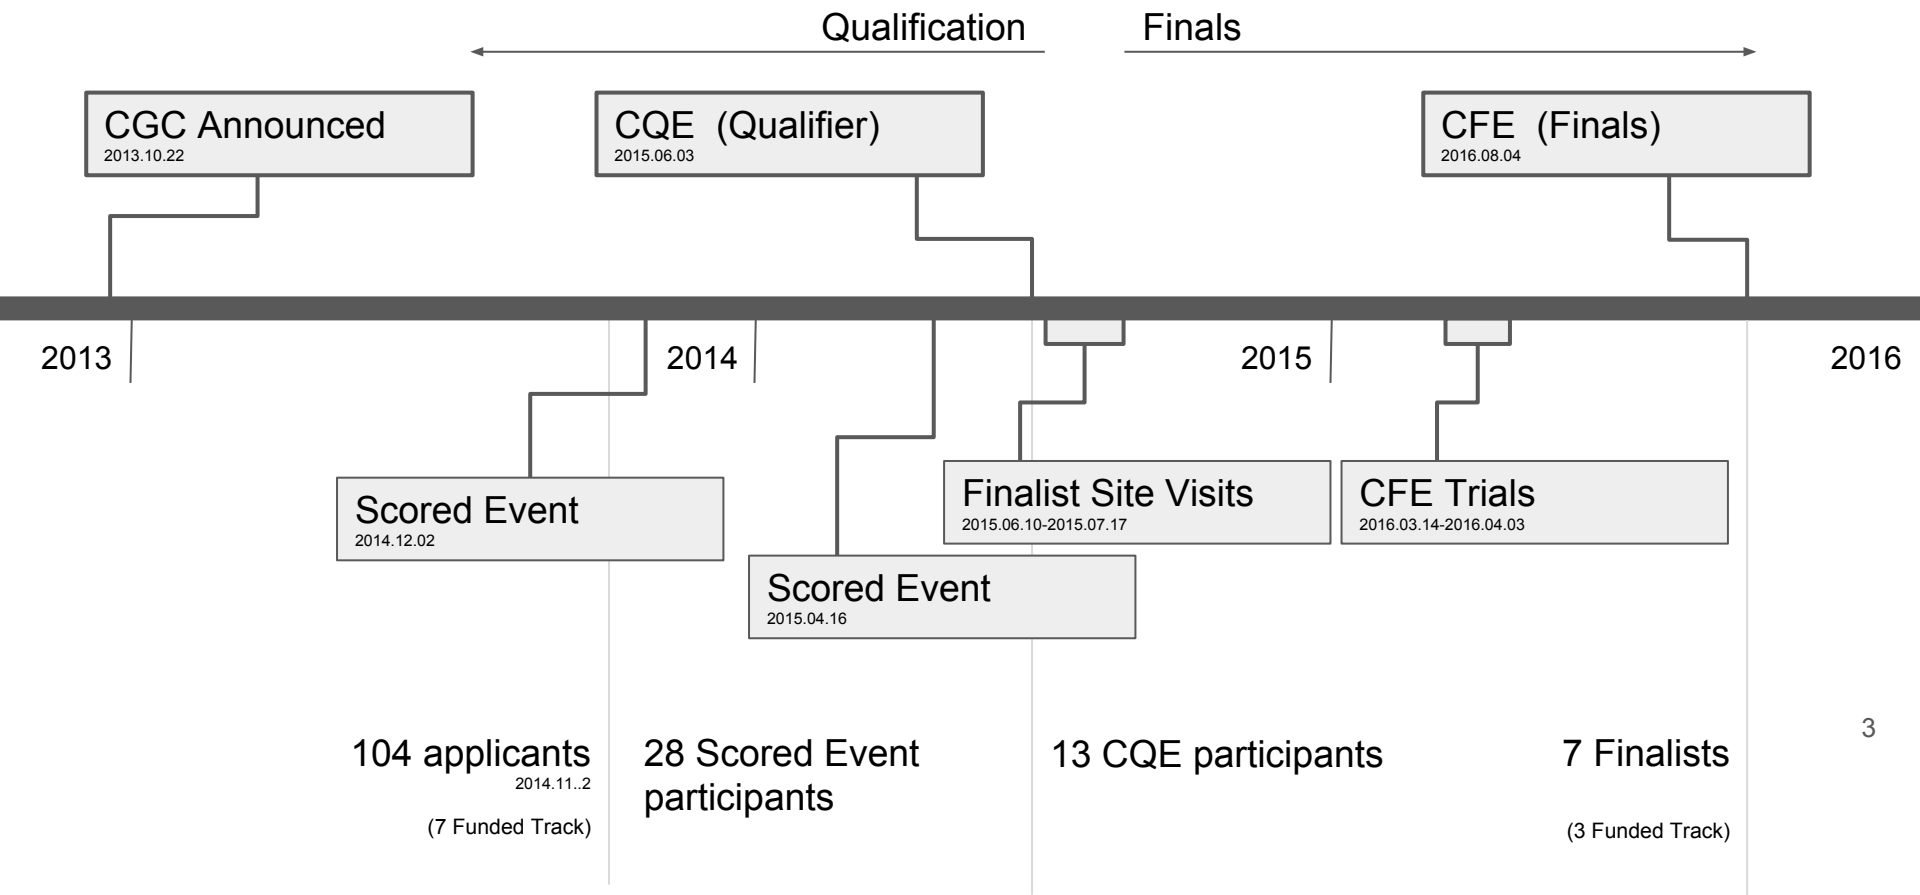 Qualification
Finals
CGC Announced
2013.10.22
CQE (Qualifier)
2015.06.03
CFE (Finals)
2016.08.04
2013
2014
2015
2016
Scored Event
2014.12.02
Finalist Site Visits
2015.06.10-2015.07.17
CFE Trials
2016.03.14-2016.04.03
Scored Event
2015.04.16
104 applicants
2014.11..2
(7 Funded Track)
28 Scored Event
participants
13 CQE participants
7 Finalists
(3 Funded Track)
3